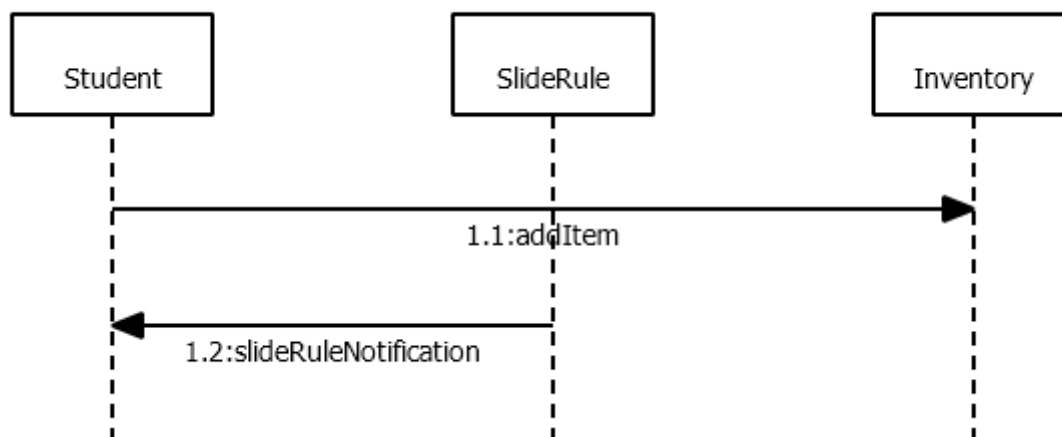 Student
SlideRule
Inventory
1.1:addItem
1.2:slideRuleNotification